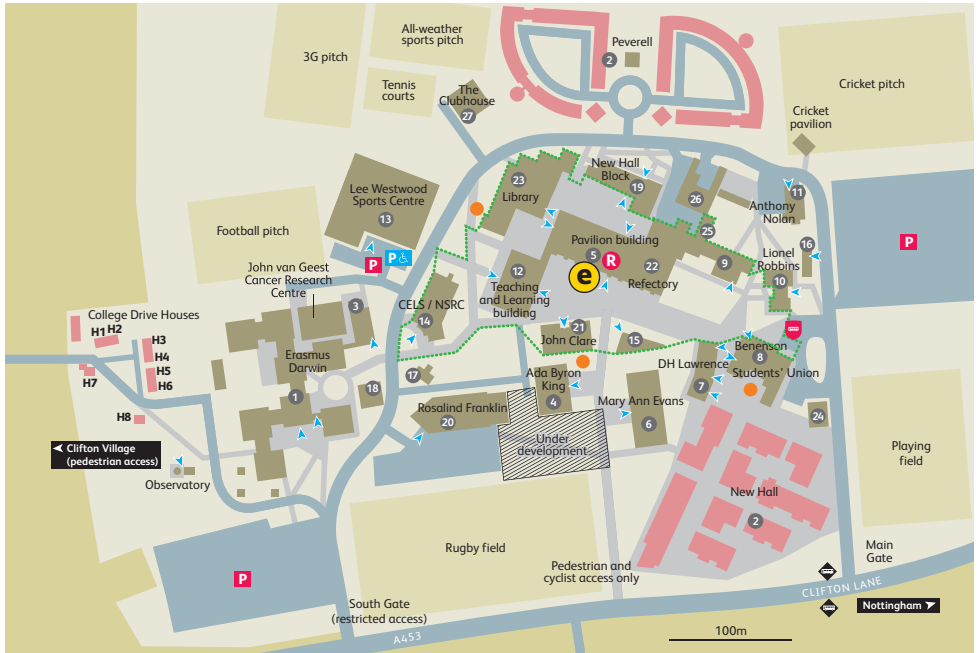 All-weather
sports pitch
3G pitch
Tennis
courts
The
Clubhouse
27
Peverell
2
Cricket pitch
Cricket
pavilion
New Hall
Block
19
23
Library
26
25
Anthony
Nolan
11
Lee Westwood
Sports Centre
13
Football pitch
P
P
Pavilion building
5
R
e
22
Refectory
9
16
Lionel
Robbins
10
P
John van Geest
Cancer Research
Centre
3
12
Teaching
and Learning
building
CELS / NSRC
14
21
John Clare
15
Benenson
8
Students' Union
DH Lawrence
7
College Drive Houses
H1
H2
H3
H4
H5
H6
H7
H8
Erasmus
Darwin
1
18
17
Ada Byron
King
4
Rosalind Franklin
20
Mary Ann Evans
6
24
Under
development
Clifton Village
(pedestrian access)
Observatory
Playing
field
New Hall
2
Rugby field
Pedestrian and
cyclist access only
Main
Gate
P
South Gate
(restricted access)
A453
CLIFTON LANE
Nottingham
100m